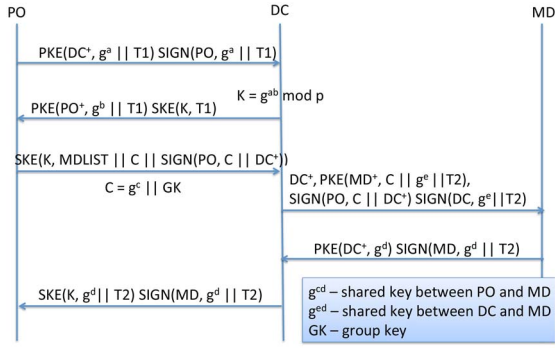 PO DC MD
PKE(DC⁺, gᵃ || T1) SIGN(PO, gᵃ || T1)
K = gᵃᵇ mod p
PKE(PO⁺, gᵇ || T1) SKE(K, T1)
SKE(K, MDLIST || C || SIGN(PO, C || DC⁺))
C = gᶜ || GK
DC⁺, PKE(MD⁺, C || gᵉ ||T2),
SIGN(PO, C || DC⁺) SIGN(DC, gᵉ||T2)
PKE(DC⁺, gᵈ) SIGN(MD, gᵈ || T2)
SKE(K, gᵈ|| T2) SIGN(MD, gᵈ || T2)
gᶜᵈ – shared key between PO and MD
gᵉᵈ – shared key between DC and MD
GK – group key